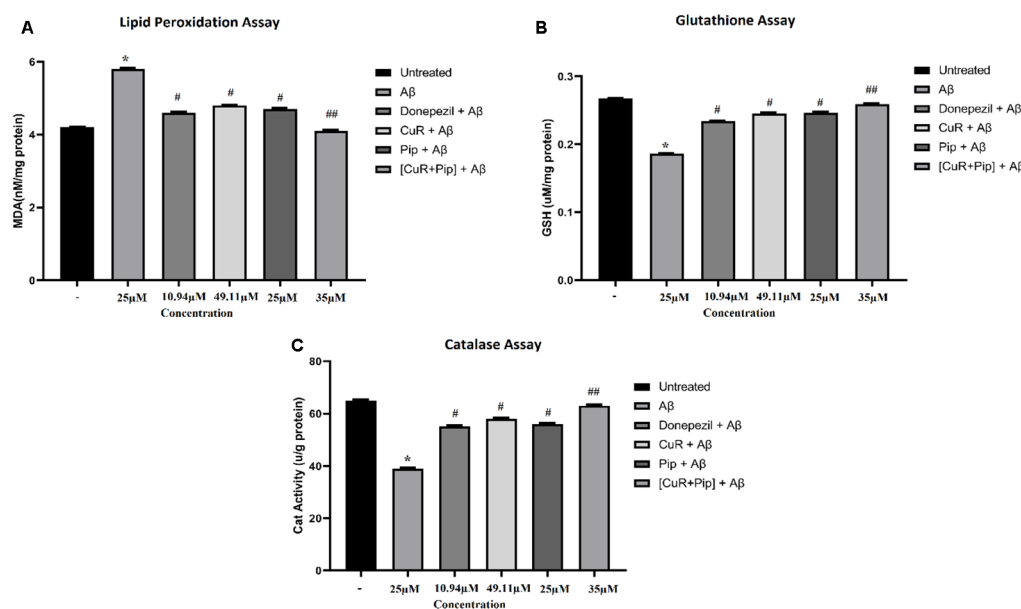 A
Lipid Peroxidation Assay
MDA(nM/mg protein)
6
4
2
0
*
#
#
#
##
- 25µM 10.94µM 49.11µM 25µM 35µM
Concentration
Untreated
Aβ
Donepezil + Aβ
CuR + Aβ
Pip + Aβ
[CuR+Pip] + Aβ
B
Glutathione Assay
GSH (uM/mg protein)
0.3
0.2
0.1
0.0
*
#
#
#
##
- 25µM 10.94µM 49.11µM 25µM 35µM
Concentration
Untreated
Aβ
Donepezil + Aβ
CuR + Aβ
Pip + Aβ
[CuR+Pip] + Aβ
C
Catalase Assay
Cat Activity (u/g protein)
80
60
40
20
0
*
#
#
#
##
- 25µM 10.94µM 49.11µM 25µM 35µM
Concentration
Untreated
Aβ
Donepezil + Aβ
CuR + Aβ
Pip + Aβ
[CuR+Pip] + Aβ